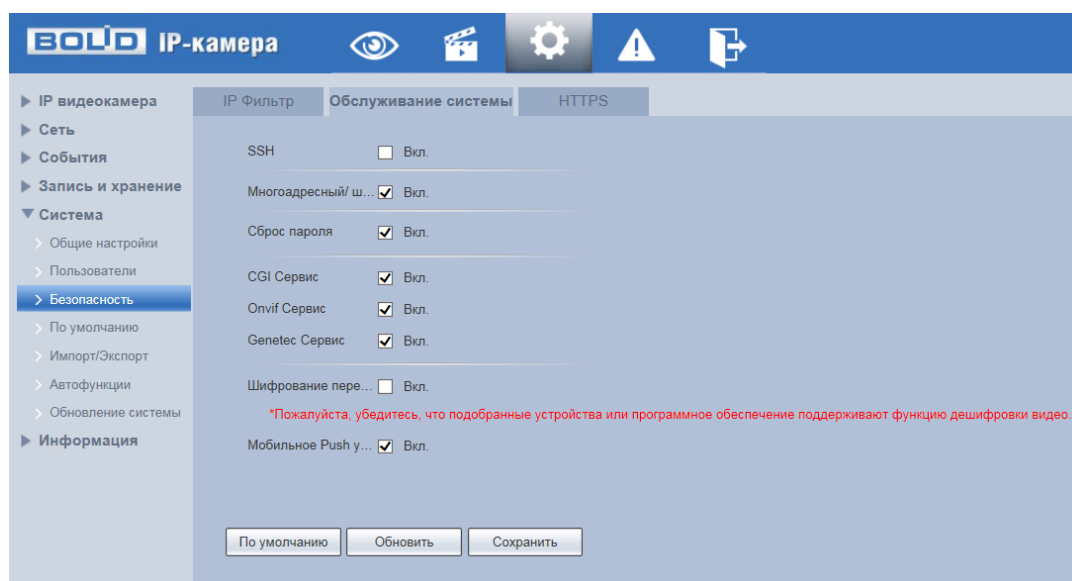 BOLID IP-камера
IP видеокамера
Сеть
События
Запись и хранение
Система
Общие настройки
Пользователи
Безопасность
По умолчанию
Импорт/Экспорт
Автофункции
Обновление системы
Информация
IP Фильтр Обслуживание системы HTTPS
SSH Вкл.
Многоадресный/ ш... Вкл.
Сброс пароля Вкл.
CGI Сервис Вкл.
Onvif Сервис Вкл.
Genetec Сервис Вкл.
Шифрование пере... Вкл.
*Пожалуйста, убедитесь, что подобранные устройства или программное обеспечение поддерживают функцию дешифровки видео.
Мобильное Push у... Вкл.
По умолчанию Обновить Сохранить